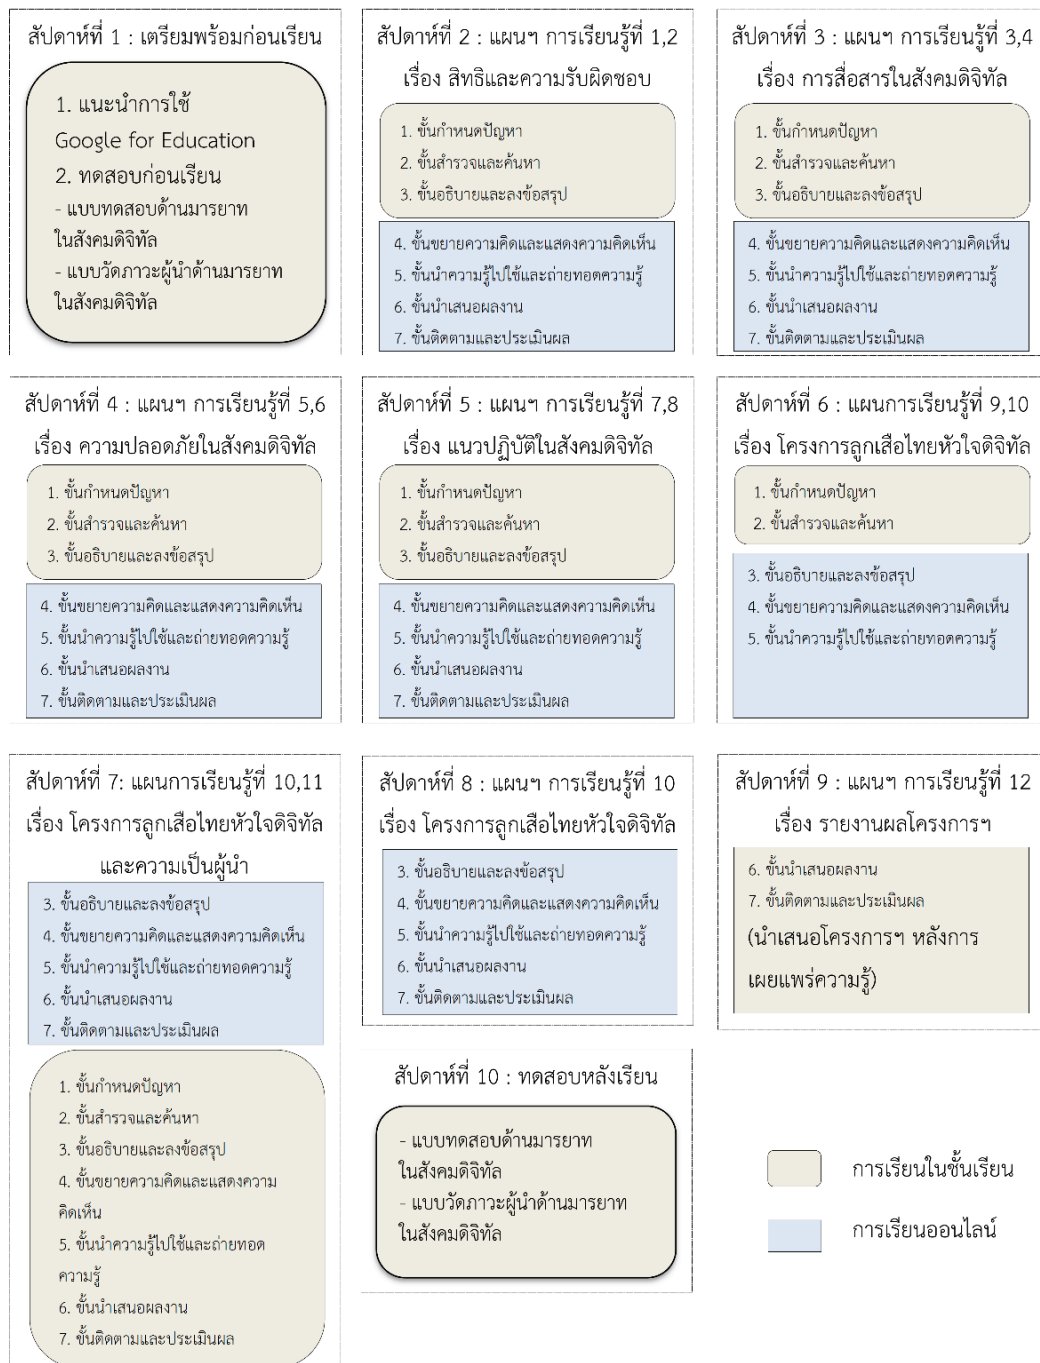 สัปดาห์ที่ 1 : เตรียมพร้อมก่อนเรียน
1. แนะนำการใช้
Google for Education
2. ทดสอบก่อนเรียน
- แบบทดสอบด้านมารยาท
ในสังคมดิจิทัล
- แบบวัดภาวะผู้นำด้านมารยาท
ในสังคมดิจิทัล
สัปดาห์ที่ 2 : แผนฯ การเรียนรู้ที่ 1,2
เรื่อง สิทธิและความรับผิดชอบ
1. ขั้นกำหนดปัญหา
2. ขั้นสำรวจและค้นหา
3. ขั้นอธิบายและลงข้อสรุป
4. ขั้นขยายความคิดและแสดงความคิดเห็น
5. ขั้นนำความรู้ไปใช้และถ่ายทอดความรู้
6. ขั้นนำเสนอผลงาน
7. ขั้นติดตามและประเมินผล
สัปดาห์ที่ 3 : แผนฯ การเรียนรู้ที่ 3,4
เรื่อง การสื่อสารในสังคมดิจิทัล
1. ขั้นกำหนดปัญหา
2. ขั้นสำรวจและค้นหา
3. ขั้นอธิบายและลงข้อสรุป
4. ขั้นขยายความคิดและแสดงความคิดเห็น
5. ขั้นนำความรู้ไปใช้และถ่ายทอดความรู้
6. ขั้นนำเสนอผลงาน
7. ขั้นติดตามและประเมินผล
สัปดาห์ที่ 4 : แผนฯ การเรียนรู้ที่ 5,6
เรื่อง ความปลอดภัยในสังคมดิจิทัล
1. ขั้นกำหนดปัญหา
2. ขั้นสำรวจและค้นหา
3. ขั้นอธิบายและลงข้อสรุป
4. ขั้นขยายความคิดและแสดงความคิดเห็น
5. ขั้นนำความรู้ไปใช้และถ่ายทอดความรู้
6. ขั้นนำเสนอผลงาน
7. ขั้นติดตามและประเมินผล
สัปดาห์ที่ 5 : แผนฯ การเรียนรู้ที่ 7,8
เรื่อง แนวปฏิบัติในสังคมดิจิทัล
1. ขั้นกำหนดปัญหา
2. ขั้นสำรวจและค้นหา
3. ขั้นอธิบายและลงข้อสรุป
4. ขั้นขยายความคิดและแสดงความคิดเห็น
5. ขั้นนำความรู้ไปใช้และถ่ายทอดความรู้
6. ขั้นนำเสนอผลงาน
7. ขั้นติดตามและประเมินผล
สัปดาห์ที่ 6 : แผนการเรียนรู้ที่ 9,10
เรื่อง โครงการลูกเสือไทยหัวใจดิจิทัล
1. ขั้นกำหนดปัญหา
2. ขั้นสำรวจและค้นหา
3. ขั้นอธิบายและลงข้อสรุป
4. ขั้นขยายความคิดและแสดงความคิดเห็น
5. ขั้นนำความรู้ไปใช้และถ่ายทอดความรู้
สัปดาห์ที่ 7: แผนการเรียนรู้ที่ 10,11
เรื่อง โครงการลูกเสือไทยหัวใจดิจิทัล
และความเป็นผู้นำ
3. ขั้นอธิบายและลงข้อสรุป
4. ขั้นขยายความคิดและแสดงความคิดเห็น
5. ขั้นนำความรู้ไปใช้และถ่ายทอดความรู้
6. ขั้นนำเสนอผลงาน
7. ขั้นติดตามและประเมินผล
1. ขั้นกำหนดปัญหา
2. ขั้นสำรวจและค้นหา
3. ขั้นอธิบายและลงข้อสรุป
4. ขั้นขยายความคิดและแสดงความ
คิดเห็น
5. ขั้นนำความรู้ไปใช้และถ่ายทอด
ความรู้
6. ขั้นนำเสนอผลงาน
7. ขั้นติดตามและประเมินผล
สัปดาห์ที่ 8 : แผนฯ การเรียนรู้ที่ 10
เรื่อง โครงการลูกเสือไทยหัวใจดิจิทัล
3. ขั้นอธิบายและลงข้อสรุป
4. ขั้นขยายความคิดและแสดงความคิดเห็น
5. ขั้นนำความรู้ไปใช้และถ่ายทอดความรู้
6. ขั้นนำเสนอผลงาน
7. ขั้นติดตามและประเมินผล
สัปดาห์ที่ 9 : แผนฯ การเรียนรู้ที่ 12
เรื่อง รายงานผลโครงการฯ
6. ขั้นนำเสนอผลงาน
7. ขั้นติดตามและประเมินผล
(นำเสนอโครงการฯ หลังการ
เผยแพร่ความรู้)
สัปดาห์ที่ 10 : ทดสอบหลังเรียน
- แบบทดสอบด้านมารยาท
ในสังคมดิจิทัล
- แบบวัดภาวะผู้นำด้านมารยาท
ในสังคมดิจิทัล
การเรียนในชั้นเรียน
การเรียนออนไลน์